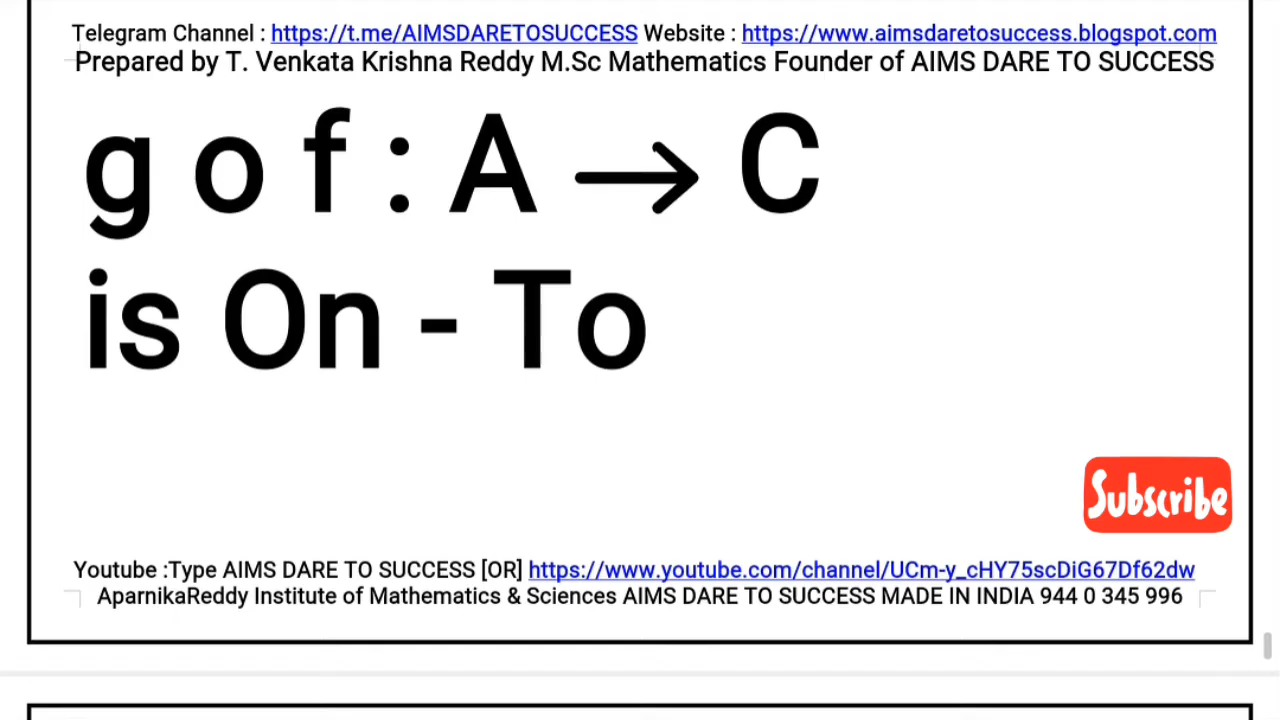 Telegram Channel : https://t.me/AIMSDARETOSUCCESS Website : https://www.aimsdaretosuccess.blogspot.com
Prepared by T. Venkata Krishna Reddy M.Sc Mathematics Founder of AIMS DARE TO SUCCESS
g o f : A → C
is On - To
Subscribe
Youtube :Type AIMS DARE TO SUCCESS [OR] https://www.youtube.com/channel/UCm-y_cHY75scDiG67Df62dw
AparnikaReddy Institute of Mathematics & Sciences AIMS DARE TO SUCCESS MADE IN INDIA 944 0 345 996